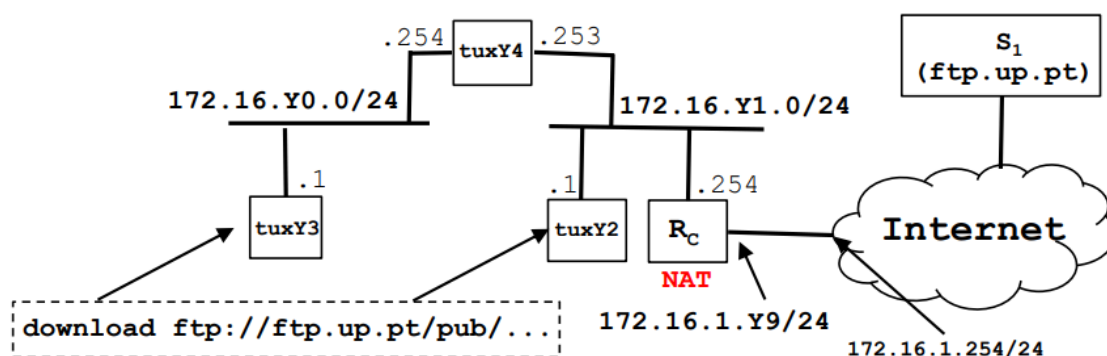 .254
tuxY4
.253
S1
(ftp.up.pt)
172.16.Y0.0/24
172.16.Y1.0/24
.1
.1
.254
tuxY3
tuxY2
RC
Internet
NAT
download ftp://ftp.up.pt/pub/...
172.16.1.Y9/24
172.16.1.254/24